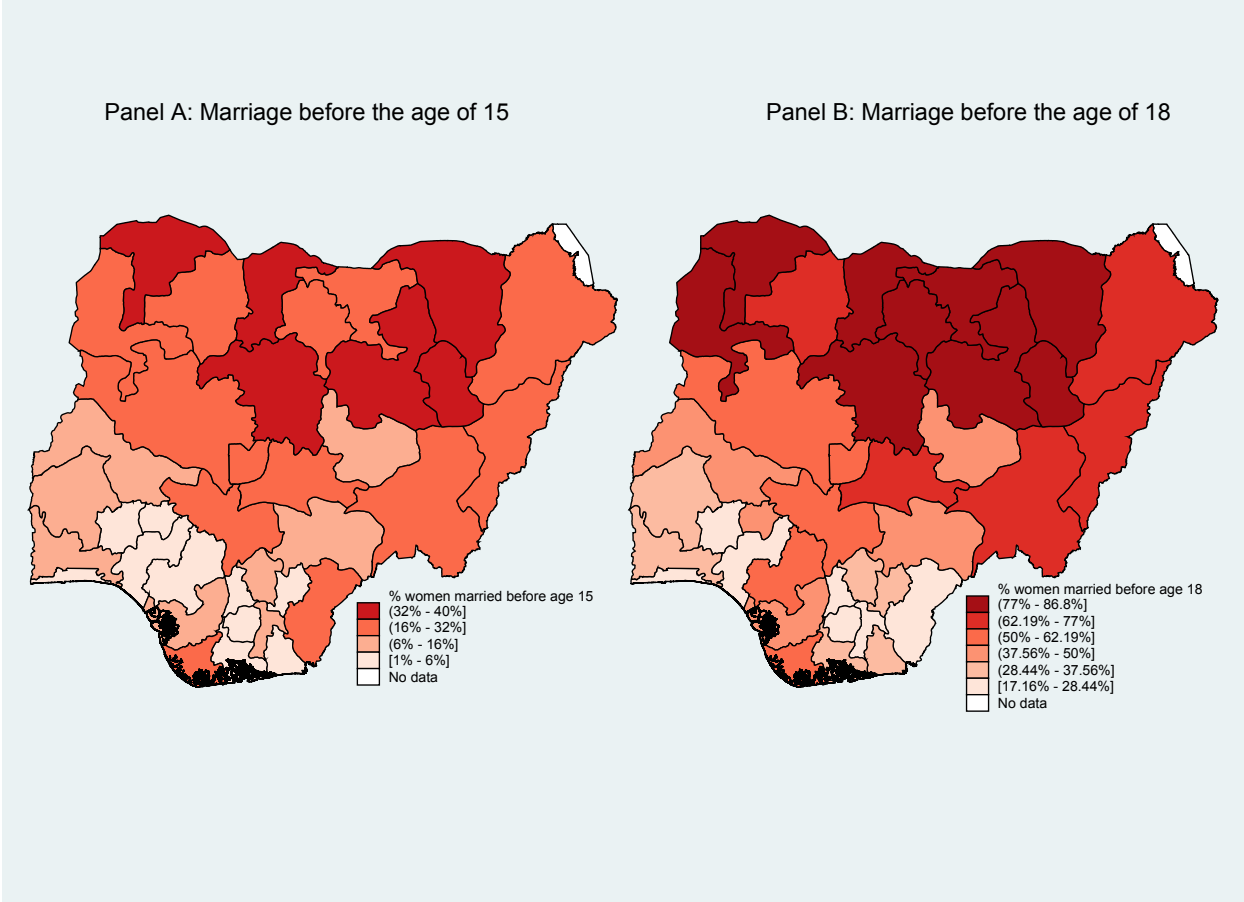 Panel A: Marriage before the age of 15
Panel B: Marriage before the age of 18
% women married before age 15
(32% - 40%]
(16% - 32%]
(6% - 16%]
[1% - 6%]
No data
% women married before age 18
(77% - 86.8%]
(62.19% - 77%]
(50% - 62.19%]
(37.56% - 50%]
(28.44% - 37.56%]
[17.16% - 28.44%]
No data